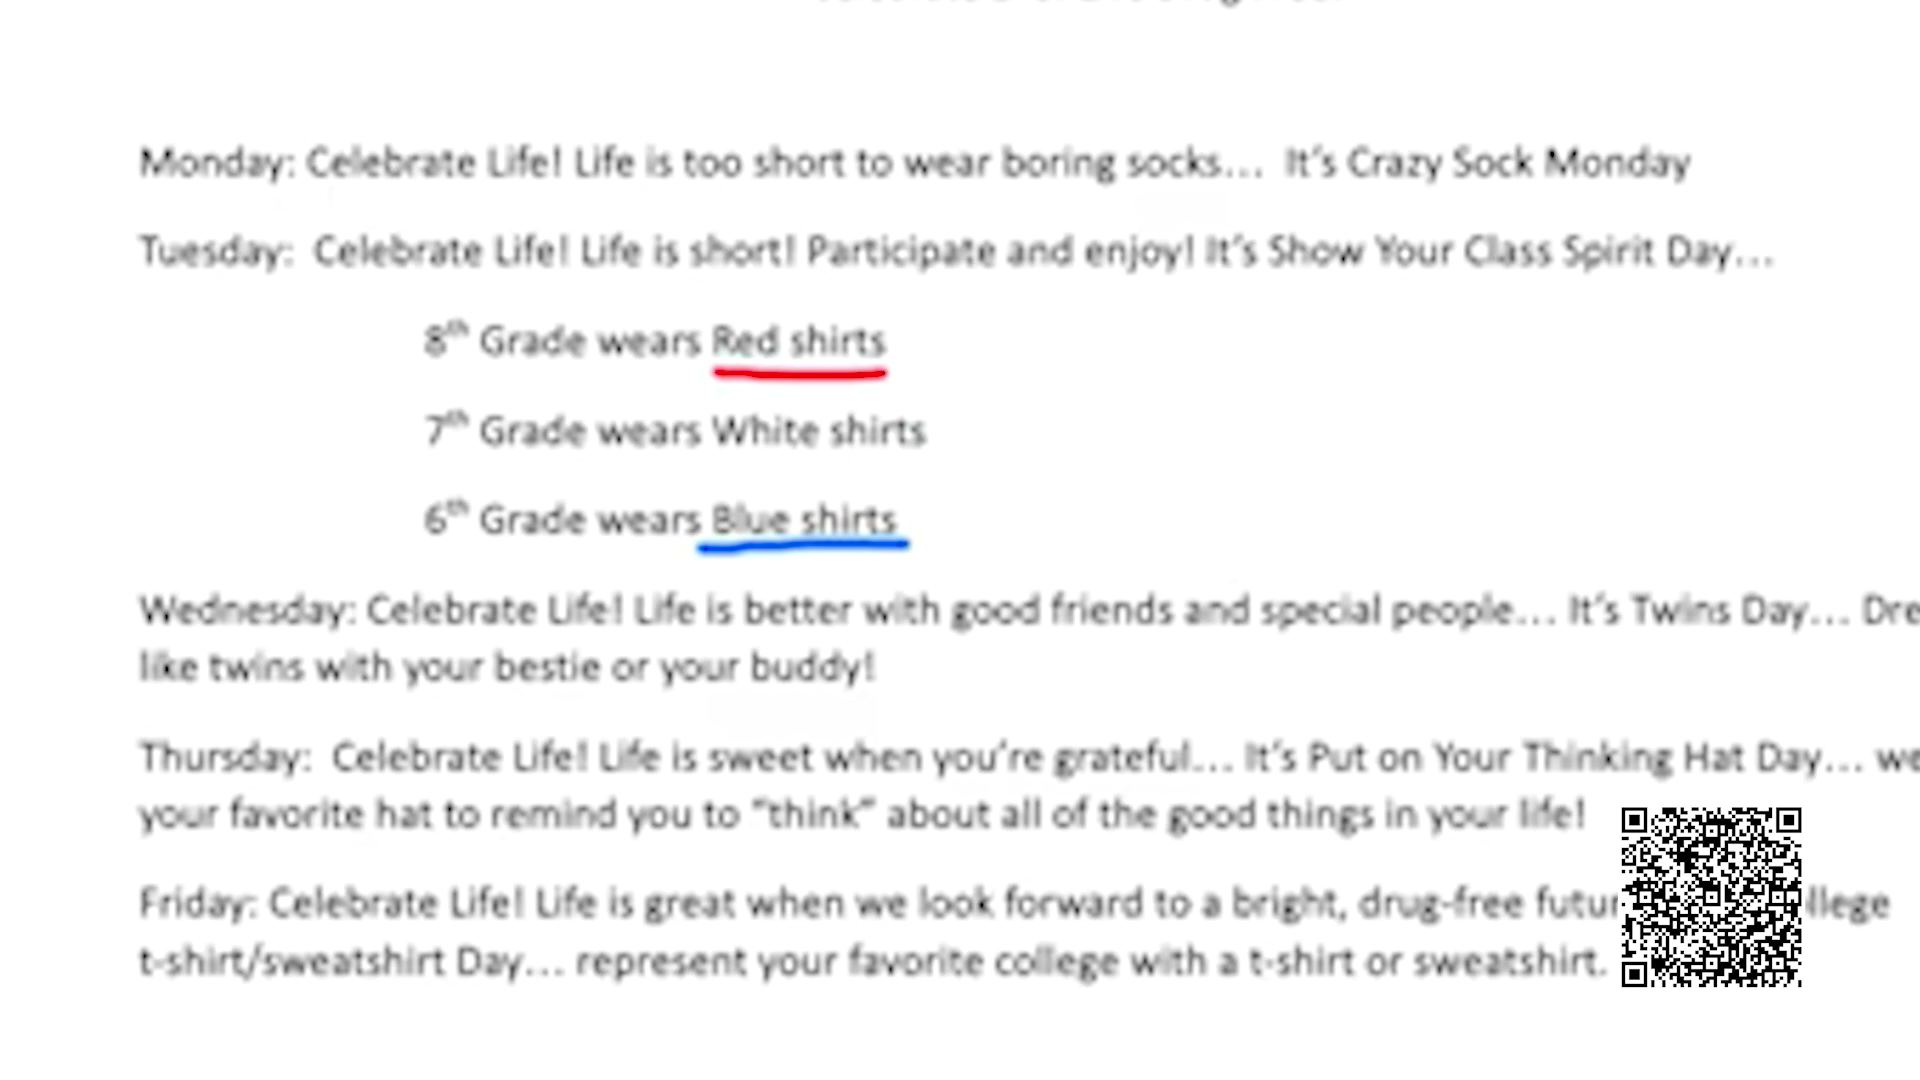 Monday: Celebrate Life! Life is too short to wear boring socks… It's Crazy Sock Monday
Tuesday: Celebrate Life! Life is short! Participate and enjoy! It's Show Your Class Spirit Day…
8th Grade wears Red shirts
7th Grade wears White shirts
6th Grade wears Blue shirts
Wednesday: Celebrate Life! Life is better with good friends and special people… It's Twins Day… Dre
like twins with your bestie or your buddy!
Thursday: Celebrate Life! Life is sweet when you're grateful… It's Put on Your Thinking Hat Day… we
your favorite hat to remind you to "think" about all of the good things in your life!
Friday: Celebrate Life! Life is great when we look forward to a bright, drug-free futur llege
t-shirt/sweatshirt Day… represent your favorite college with a t-shirt or sweatshirt.